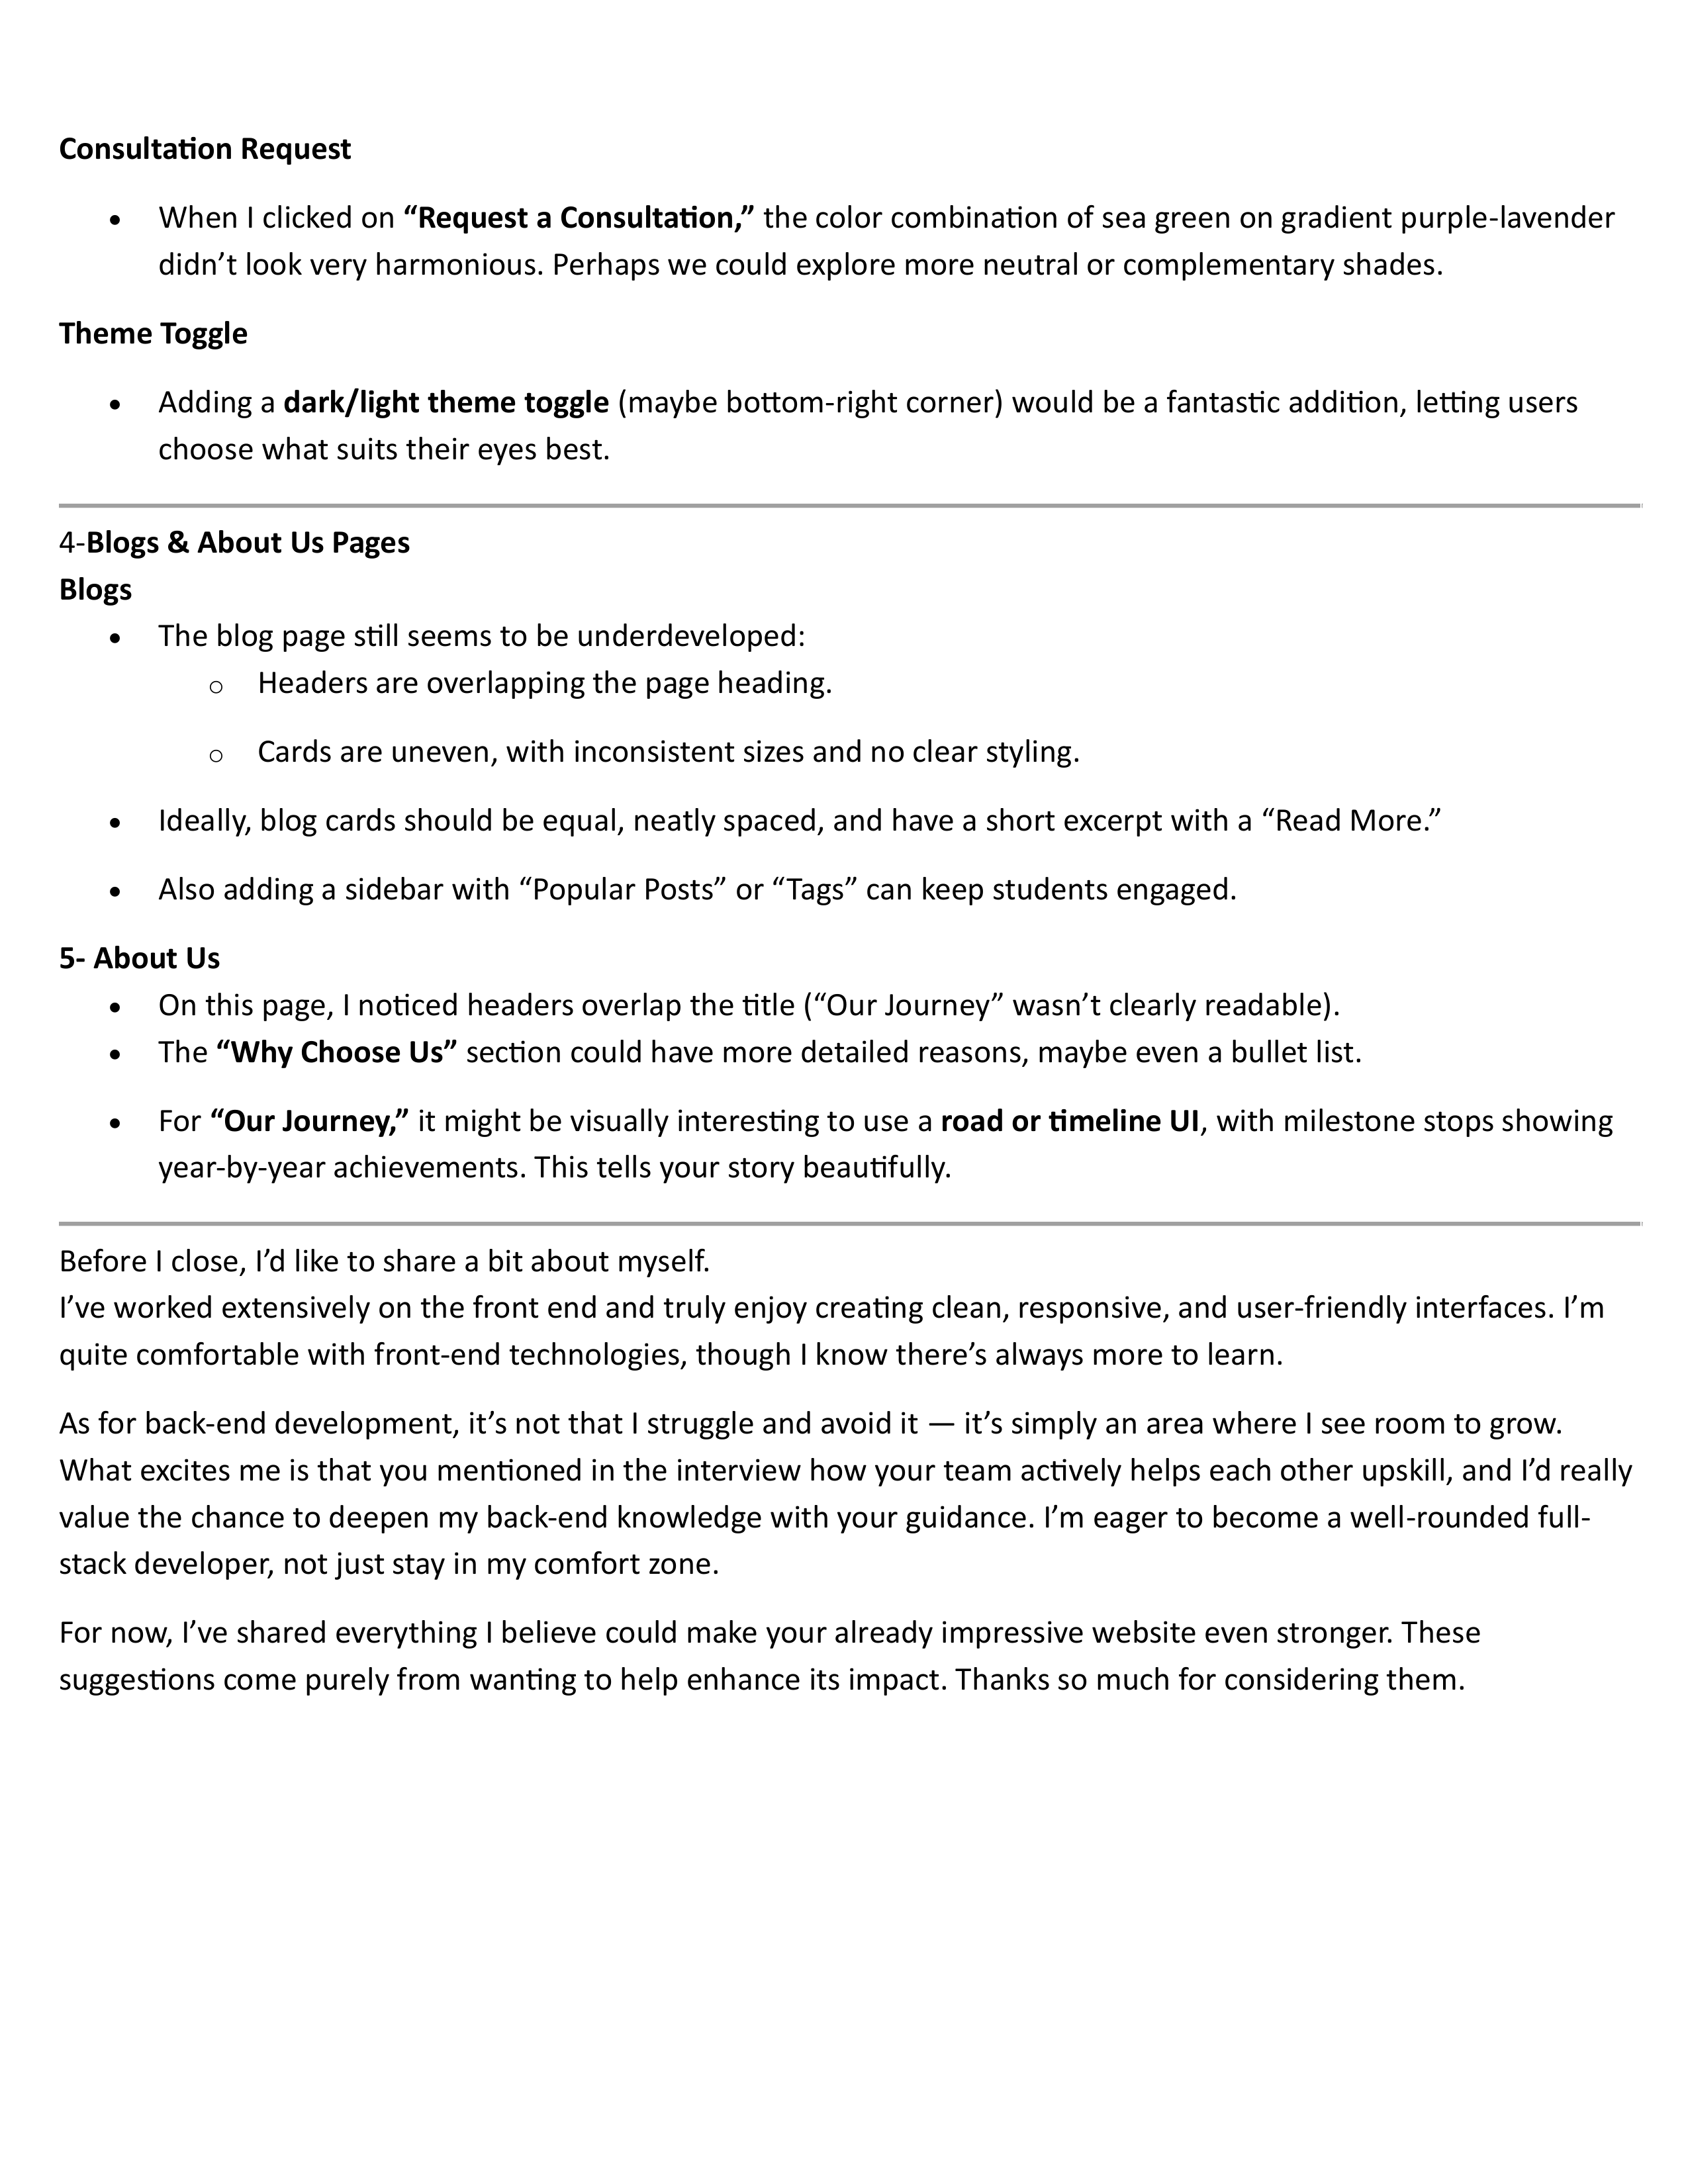 Consultation Request
• When I clicked on “Request a Consultation,” the color combination of sea green on gradient purple-lavender
didn’t look very harmonious. Perhaps we could explore more neutral or complementary shades.
Theme Toggle
• Adding a dark/light theme toggle (maybe bottom-right corner) would be a fantastic addition, letting users
choose what suits their eyes best.
4-Blogs & About Us Pages
Blogs
• The blog page still seems to be underdeveloped:
o Headers are overlapping the page heading.
o Cards are uneven, with inconsistent sizes and no clear styling.
• Ideally, blog cards should be equal, neatly spaced, and have a short excerpt with a “Read More.”
• Also adding a sidebar with “Popular Posts” or “Tags” can keep students engaged.
5- About Us
• On this page, I noticed headers overlap the title (“Our Journey” wasn’t clearly readable).
• The “Why Choose Us” section could have more detailed reasons, maybe even a bullet list.
• For “Our Journey,” it might be visually interesting to use a road or timeline UI, with milestone stops showing
year-by-year achievements. This tells your story beautifully.
Before I close, I’d like to share a bit about myself.
I’ve worked extensively on the front end and truly enjoy creating clean, responsive, and user-friendly interfaces. I’m
quite comfortable with front-end technologies, though I know there’s always more to learn.
As for back-end development, it’s not that I struggle and avoid it — it’s simply an area where I see room to grow.
What excites me is that you mentioned in the interview how your team actively helps each other upskill, and I’d really
value the chance to deepen my back-end knowledge with your guidance. I’m eager to become a well-rounded full-
stack developer, not just stay in my comfort zone.
For now, I’ve shared everything I believe could make your already impressive website even stronger. These
suggestions come purely from wanting to help enhance its impact. Thanks so much for considering them.